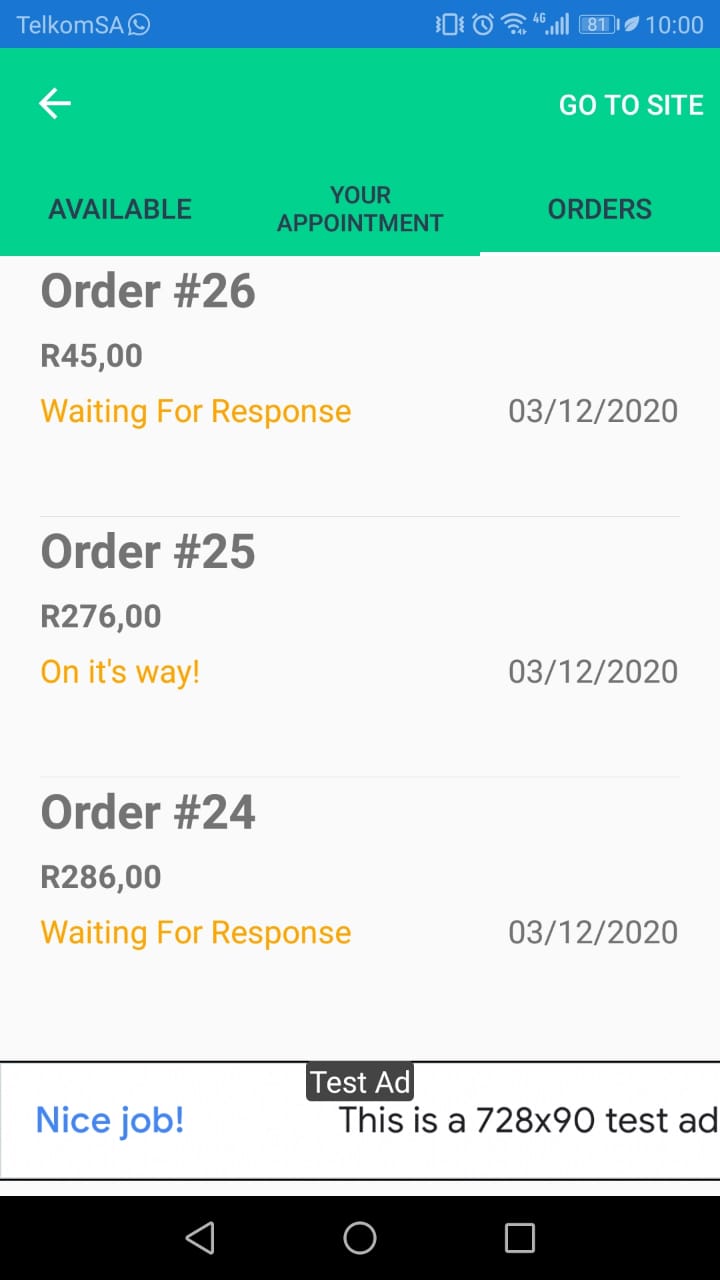 TelkomSA
4G 81 10:00
GO TO SITE
AVAILABLE
YOUR
APPOINTMENT
ORDERS
Order #26
R45,00
Waiting For Response 03/12/2020
Order #25
R276,00
On it's way! 03/12/2020
Order #24
R286,00
Waiting For Response 03/12/2020
Test Ad
Nice job! This is a 728x90 test ad